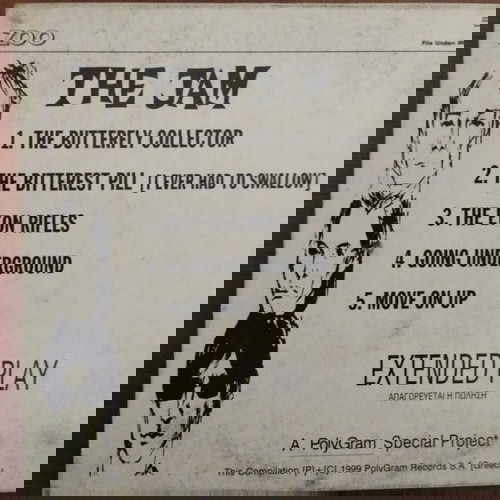 ZOO
File Under:
THE JAM
1. THE BUTTERFLY COLLECTOR
2. THE BITTEREST PILL (I EVER HAD TO SWALLOW)
3. THE ETON RIFLES
4. GOING UNDERGROUND
5. MOVE ON UP
EXTENDED PLAY
ΑΠΑΓΟΡΕΥΕΤΑΙ Η ΠΩΛΗΣΗ
A PolyGram Special Project
This Compilation (P)+(C) 1999 PolyGram Records S.A. (Greece